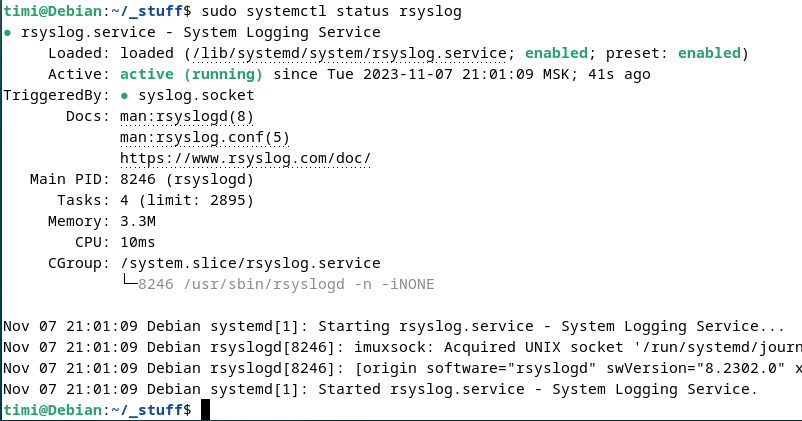 timi@Debian:~/_stuff$ sudo systemctl status rsyslog
● rsyslog.service - System Logging Service
     Loaded: loaded (/lib/systemd/system/rsyslog.service; enabled; preset: enabled)
     Active: active (running) since Tue 2023-11-07 21:01:09 MSK; 41s ago
TriggeredBy: ● syslog.socket
       Docs: man:rsyslogd(8)
             man:rsyslog.conf(5)
             https://www.rsyslog.com/doc/
   Main PID: 8246 (rsyslogd)
      Tasks: 4 (limit: 2895)
     Memory: 3.3M
        CPU: 10ms
     CGroup: /system.slice/rsyslog.service
             └─8246 /usr/sbin/rsyslogd -n -iNONE

Nov 07 21:01:09 Debian systemd[1]: Starting rsyslog.service - System Logging Service...
Nov 07 21:01:09 Debian rsyslogd[8246]: imuxsock: Acquired UNIX socket '/run/systemd/journ
Nov 07 21:01:09 Debian rsyslogd[8246]: [origin software="rsyslogd" swVersion="8.2302.0" x
Nov 07 21:01:09 Debian systemd[1]: Started rsyslog.service - System Logging Service.
timi@Debian:~/_stuff$